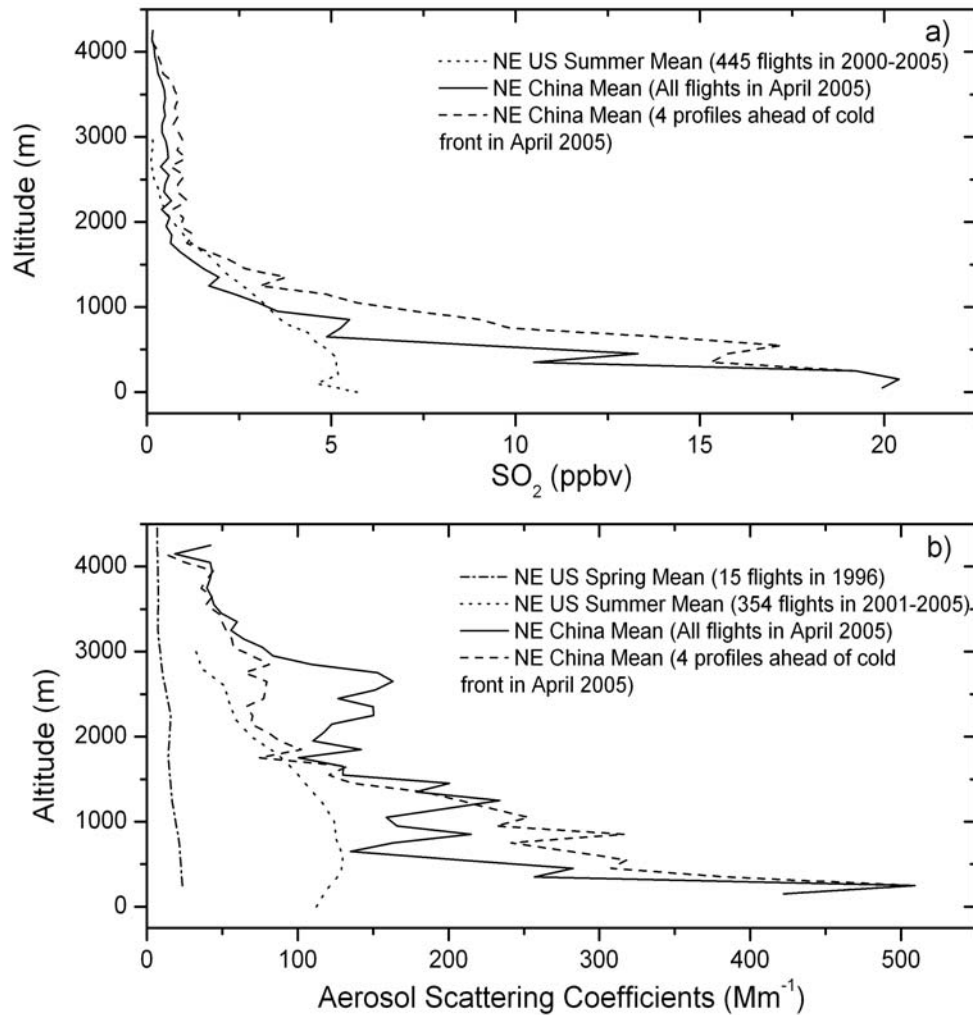 a)
NE US Summer Mean (445 flights in 2000-2005)
NE China Mean (All flights in April 2005)
NE China Mean (4 profiles ahead of cold
front in April 2005)
Altitude (m)
4000
3000
2000
1000
0
0 5 10 15 20
SO₂ (ppbv)
b)
NE US Spring Mean (15 flights in 1996)
NE US Summer Mean (354 flights in 2001-2005)
NE China Mean (All flights in April 2005)
NE China Mean (4 profiles ahead of cold
front in April 2005)
Altitude (m)
4000
3000
2000
1000
0
0 100 200 300 400 500
Aerosol Scattering Coefficients (Mm⁻¹)